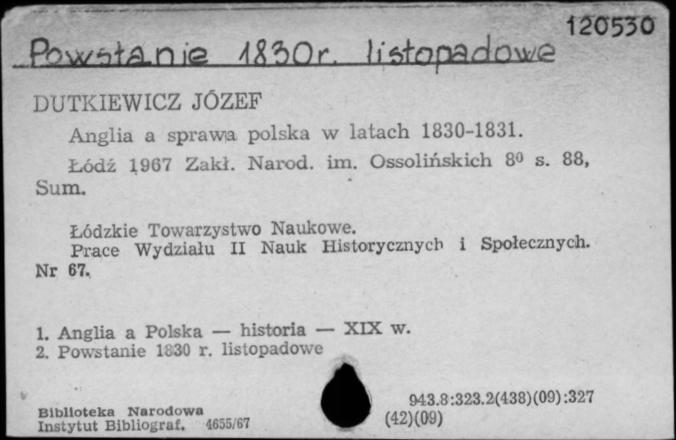 120530
Powstanie 1830r. listopadowe
DUTKIEWICZ JÓZEF
Anglia a sprawa polska w latach 1830-1831.
Łódź 1967 Zakł. Narod. im. Ossolińskich 8⁰ s. 88,
Sum.
Łódzkie Towarzystwo Naukowe.
Prace Wydziału II Nauk Historycznych i Społecznych.
Nr 67.
1. Anglia a Polska — historia — XIX w.
2. Powstanie 1830 r. listopadowe
943.8:323.2(438)(09):327
(42)(09)
Biblioteka Narodowa
Instytut Bibliograf. 4655/67